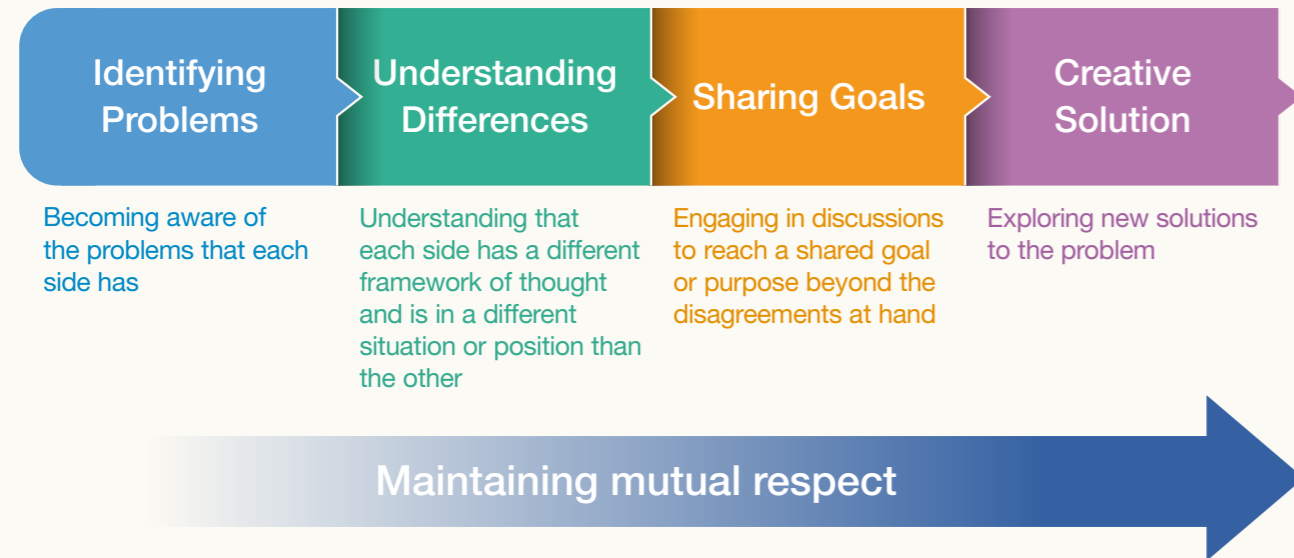 Identifying
Problems
Becoming aware of
the problems that each
side has
Understanding
Differences
Understanding that
each side has a different
framework of thought
and is in a different
situation or position than
the other
Sharing Goals
Engaging in discussions
to reach a shared goal
or purpose beyond the
disagreements at hand
Creative
Solution
Exploring new solutions
to the problem
Maintaining mutual respect